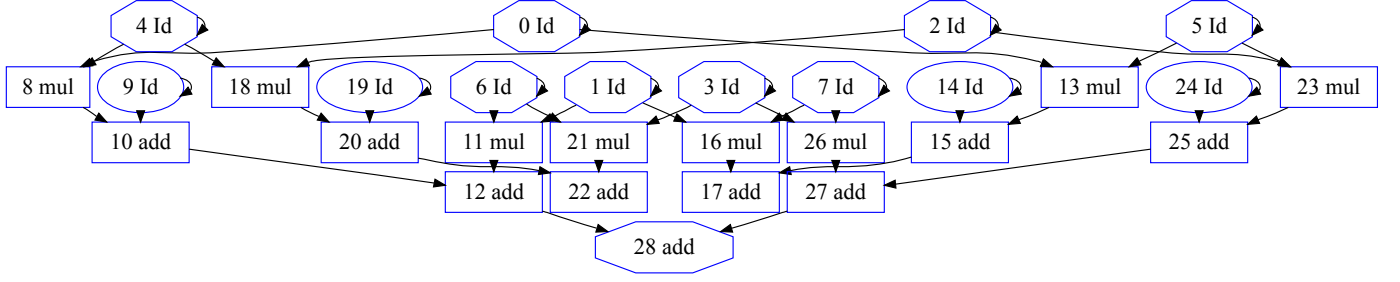 4 Id
0 Id
2 Id
5 Id
8 mul
9 Id
18 mul
19 Id
6 Id
1 Id
3 Id
7 Id
14 Id
13 mul
24 Id
23 mul
10 add
20 add
11 mul
21 mul
16 mul
26 mul
15 add
25 add
12 add
22 add
17 add
27 add
28 add